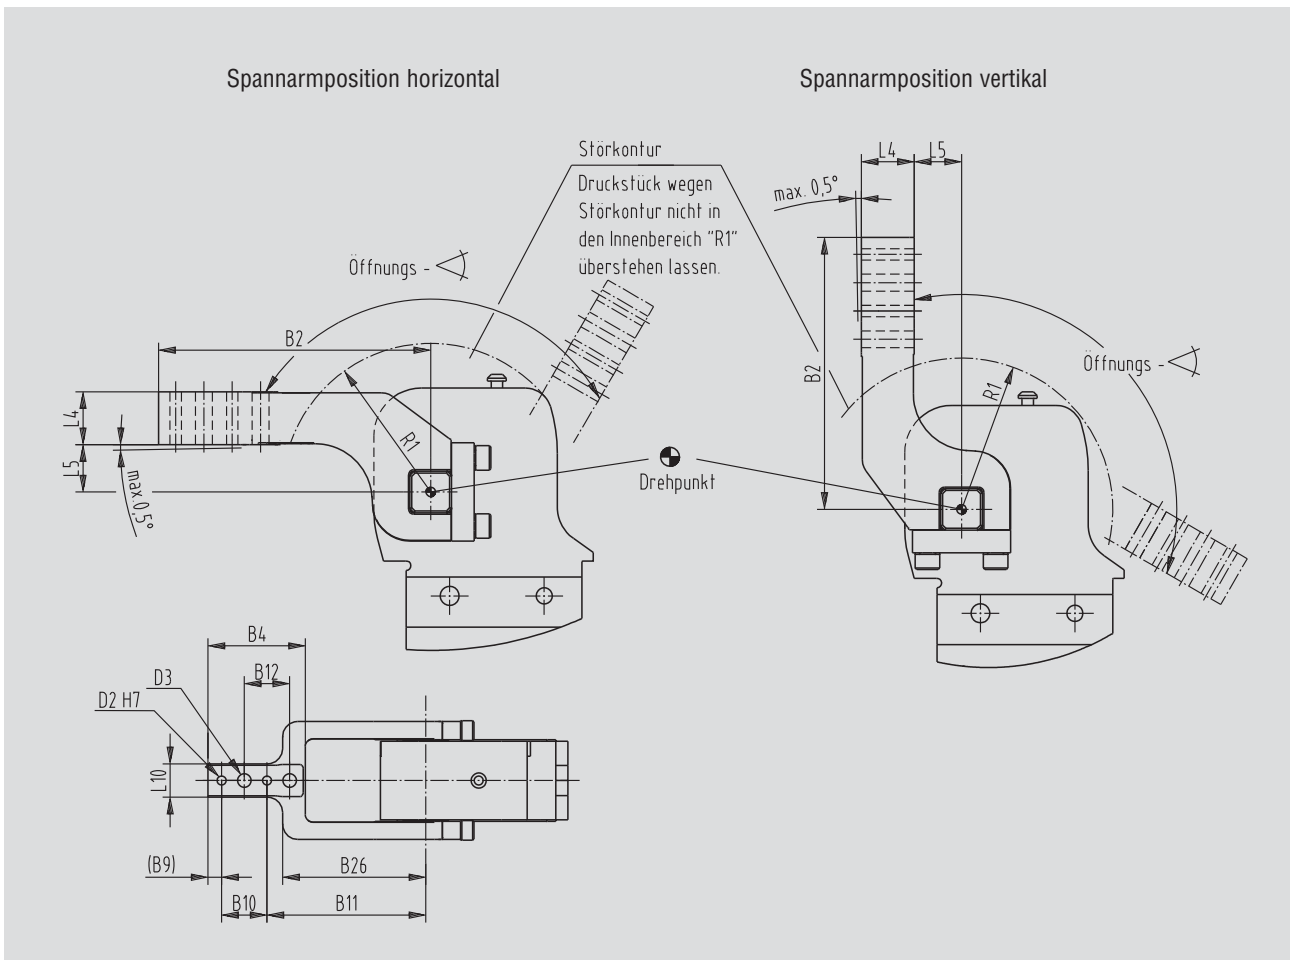 Spannarmposition horizontal
Spannarmposition vertikal
Störkontur
Druckstück wegen
Störkontur nicht in
den Innenbereich "R1"
überstehen lassen.
Öffnungs -
B2
L4
L5
max.0,5°
R1
Drehpunkt
L4
L5
max. 0,5°
B2
R1
Öffnungs -
B4
B12
D3
D2 H7
L10
(B9)
B26
B10
B11